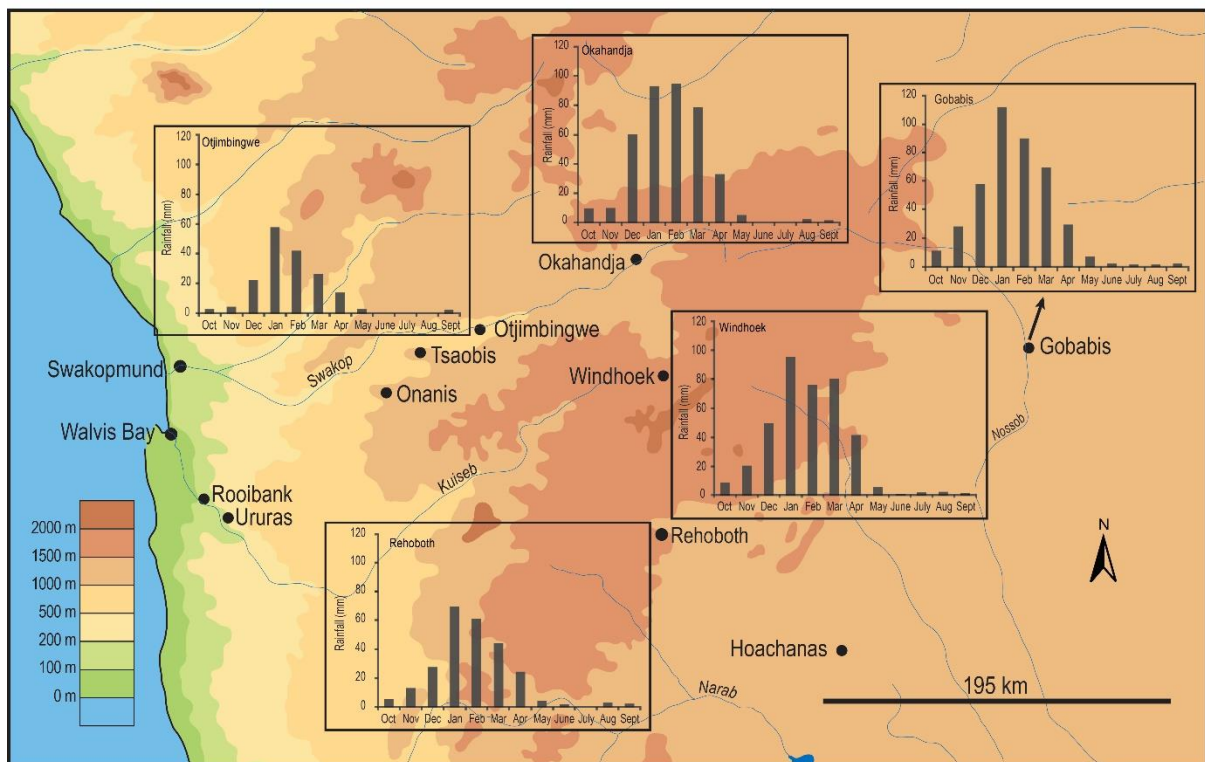 Okahandja
120
100
80
60
40
20
0
Rainfall (mm)
Oct Nov Dec Jan Feb Mar Apr May June July Aug Sept
Gobabis
120
100
80
60
40
20
0
Rainfall (mm)
Oct Nov Dec Jan Feb Mar Apr May June July Aug Sept
Otjimbingwe
120
100
80
60
40
20
0
Rainfall (mm)
Oct Nov Dec Jan Feb Mar Apr May June July Aug Sept
Okahandja
Otjimbingwe
Tsaobis
Swakopmund
Swakop
Onanis
Windhoek
Gobabis
Windhoek
120
100
80
60
40
20
0
Rainfall (mm)
Oct Nov Dec Jan Feb Mar Apr May June July Aug Sept
Nossob
Walvis Bay
Kuiseb
Rooibank
Ururas
Rehoboth
Rehoboth
120
100
80
60
40
20
0
Rainfall (mm)
Oct Nov Dec Jan Feb Mar Apr May June July Aug Sept
N
2000 m
1500 m
1000 m
500 m
200 m
100 m
0 m
Hoachanas
Narab
195 km